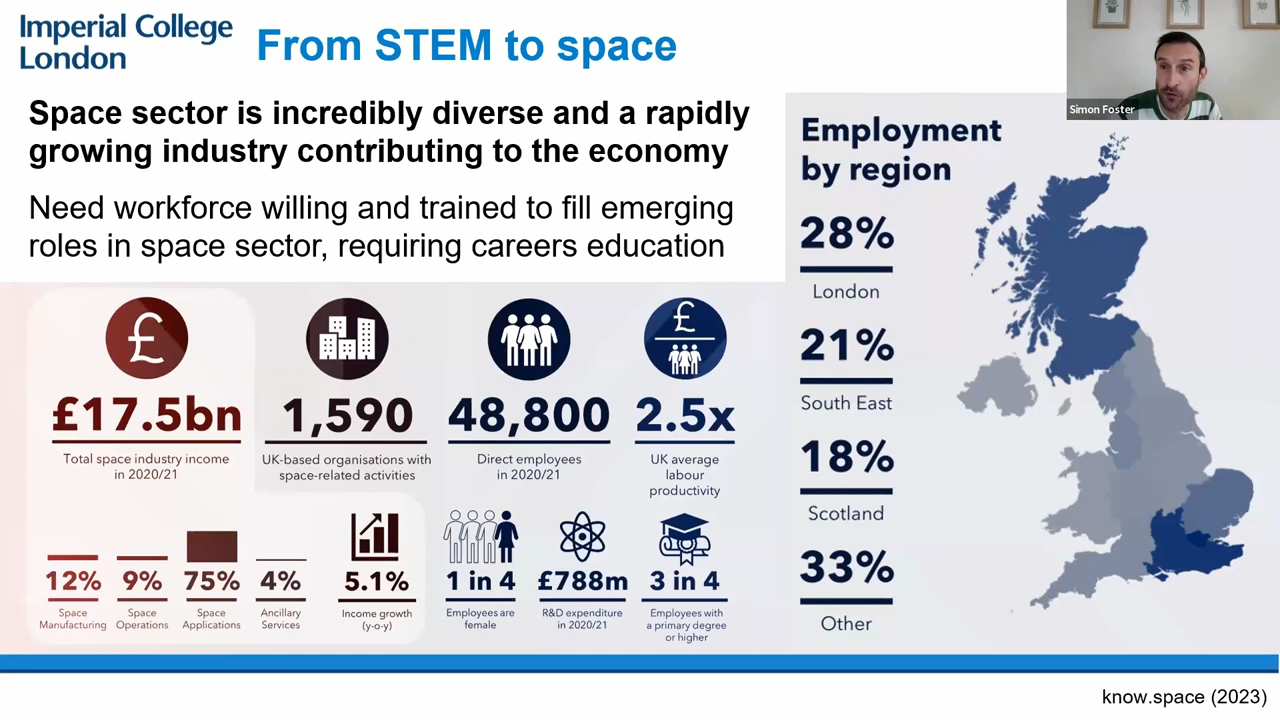 Imperial College
London
From STEM to space
Simon Foster
Space sector is incredibly diverse and a rapidly
growing industry contributing to the economy
Need workforce willing and trained to fill emerging
roles in space sector, requiring careers education
£
£17.5bn
Total space industry income
in 2020/21
1,590
UK-based organisations with
space-related activities
48,800
Direct employees
in 2020/21
£
2.5x
UK average
labour
productivity
12%
Space
Manufacturing
9%
Space
Operations
75%
Space
Applications
4%
Ancillary
Services
5.1%
Income growth
(y-o-y)
1 in 4
Employees are
female
£788m
R&D expenditure
in 2020/21
3 in 4
Employees with
a primary degree
or higher
Employment
by region
28%
London
21%
South East
18%
Scotland
33%
Other
know.space (2023)